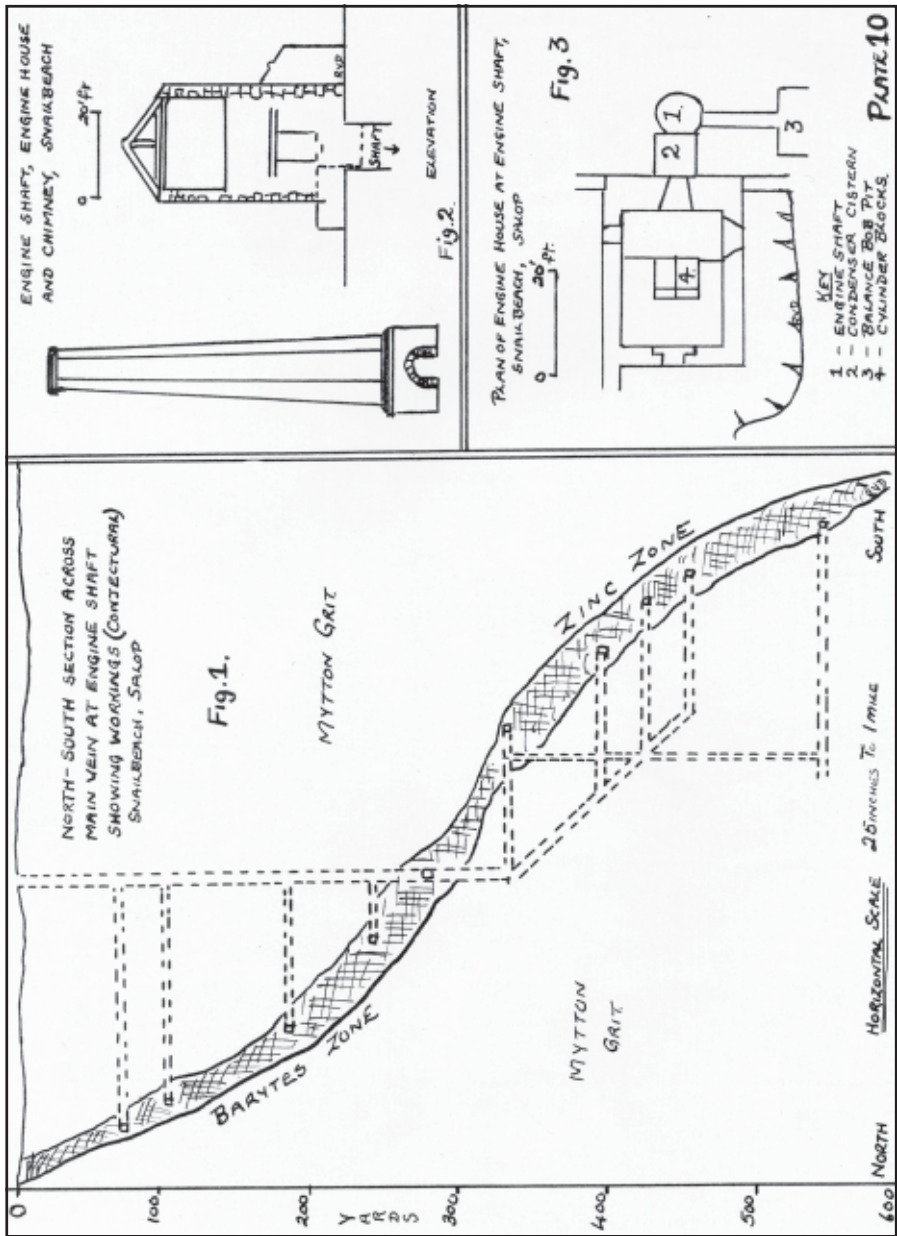 NORTH-SOUTH SECTION ACROSS
MAIN VEIN AT ENGINE SHAFT
SHOWING WORKINGS (CONJECTURAL)
SNAILBEACH, SALOP
Fig.1.
0
100
200
300
400
500
600
YARDS
MYTTON GRIT
BARYTES ZONE
ZINC ZONE
MYTTON
GRIT
RVD
NORTH
HORIZONTAL SCALE 25 INCHES To 1 MILE
SOUTH
ENGINE SHAFT, ENGINE HOUSE
AND CHIMNEY, SNAILBEACH
0 20' Ft
RVD
SHAFT
ELEVATION
Fig.2
PLAN OF ENGINE HOUSE AT ENGINE SHAFT,
SNAILBEACH, SALOP
0 20' Ft.
Fig. 3
1.
2
3
4.
RVD
KEY
1 - ENGINE SHAFT
2 - CONDENSER CISTERN
3 - BALANCE BOB PIT
4 - CYLINDER BLOCKS.
PLATE 10